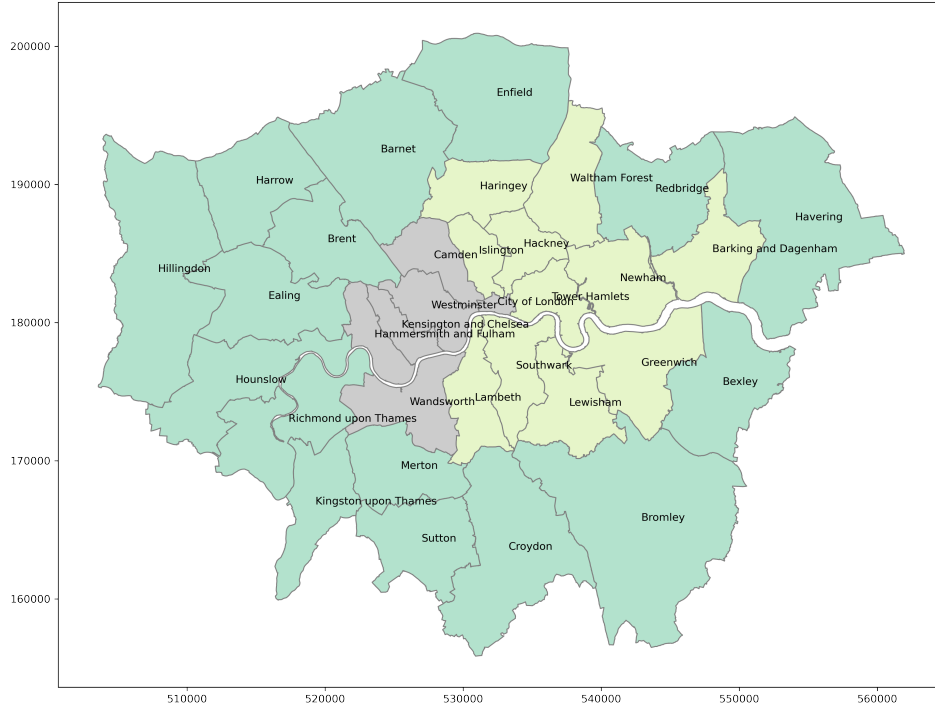 200000
190000
180000
170000
160000
Enfield
Barnet
Harrow
Haringey
Waltham Forest
Redbridge
Havering
Brent
Hackney
Islington
Camden
Barking and Dagenham
Hillingdon
Newham
Ealing
Tower Hamlets
City of London
Westminster
Kensington and Chelsea
Hammersmith and Fulham
Greenwich
Southwark
Hounslow
Bexley
Lambeth
Wandsworth
Lewisham
Richmond upon Thames
Merton
Kingston upon Thames
Bromley
Sutton
Croydon
510000 520000 530000 540000 550000 560000